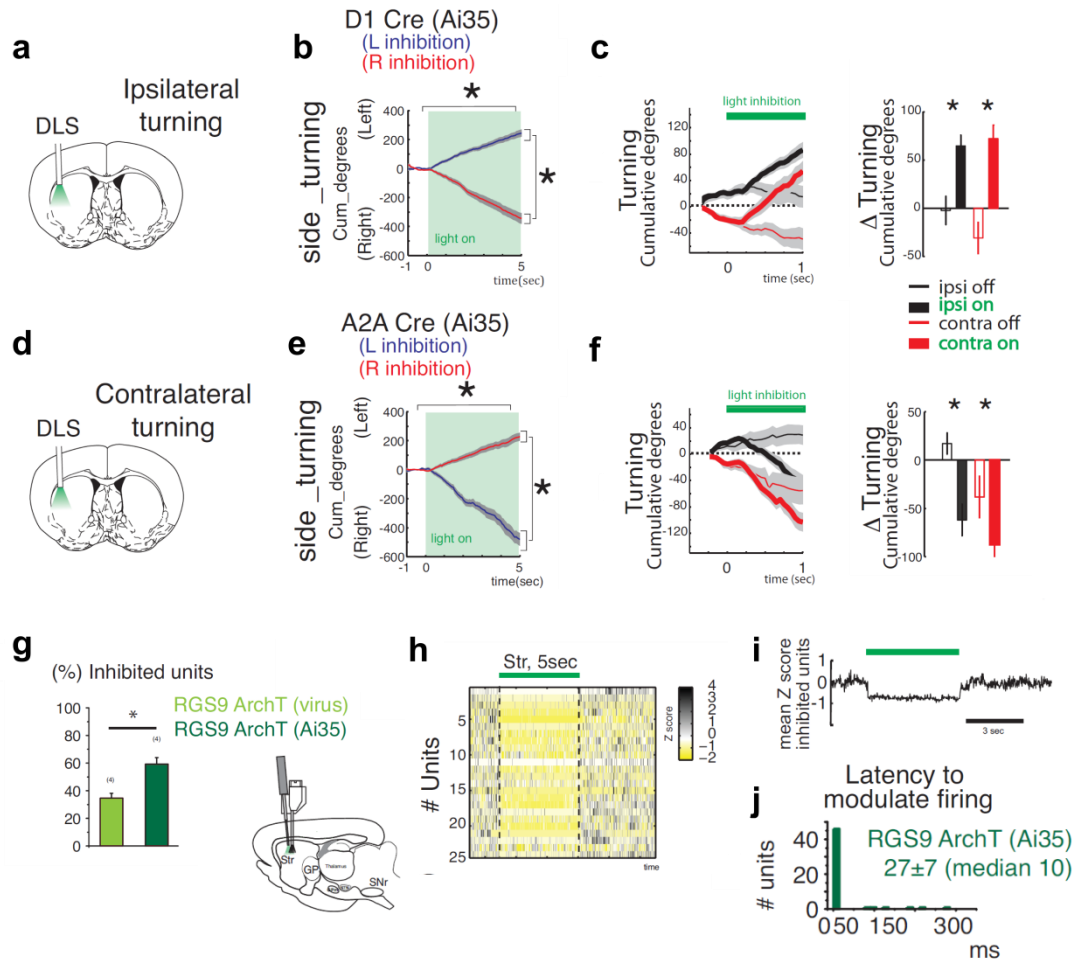 a
Ipsilateral
turning
DLS
b
D1 Cre (Ai35)
(L inhibition)
(R inhibition)
*
*
side _turning
Cum_degrees
(Left)
(Right)
400
200
0
-200
-400
-600
light on
-1
0
5
time(sec)
c
light inhibition
Turning
Cumulative degrees
120
80
40
0
-40
0
1
time (sec)
Δ Turning
Cumulative degrees
100
50
0
-50
* *
ipsi off
ipsi on
contra off
contra on
d
Contralateral
turning
DLS
e
A2A Cre (Ai35)
(L inhibition)
(R inhibition)
*
*
side _turning
Cum_degrees
(Left)
(Right)
400
200
0
-200
-400
-600
light on
-1
0
5
time(sec)
f
light inhibition
Turning
Cumulative degrees
80
40
0
-40
-80
-120
0
1
time (sec)
Δ Turning
Cumulative degrees
50
0
-50
-100
* *
g
(%) Inhibited units
RGS9 ArchT (virus)
RGS9 ArchT (Ai35)
*
(4)
(4)
100
80
60
40
20
0
Str
GP
Thalamus
SNr
h
Str, 5sec
# Units
5
10
15
20
25
time
Z score
4
3
2
1
0
-1
-2
i
mean Z score
inhibited units
1
0
1
3 sec
j
Latency to
modulate firing
RGS9 ArchT (Ai35)
27±7 (median 10)
# units
40
20
0
0 50 150 300
ms